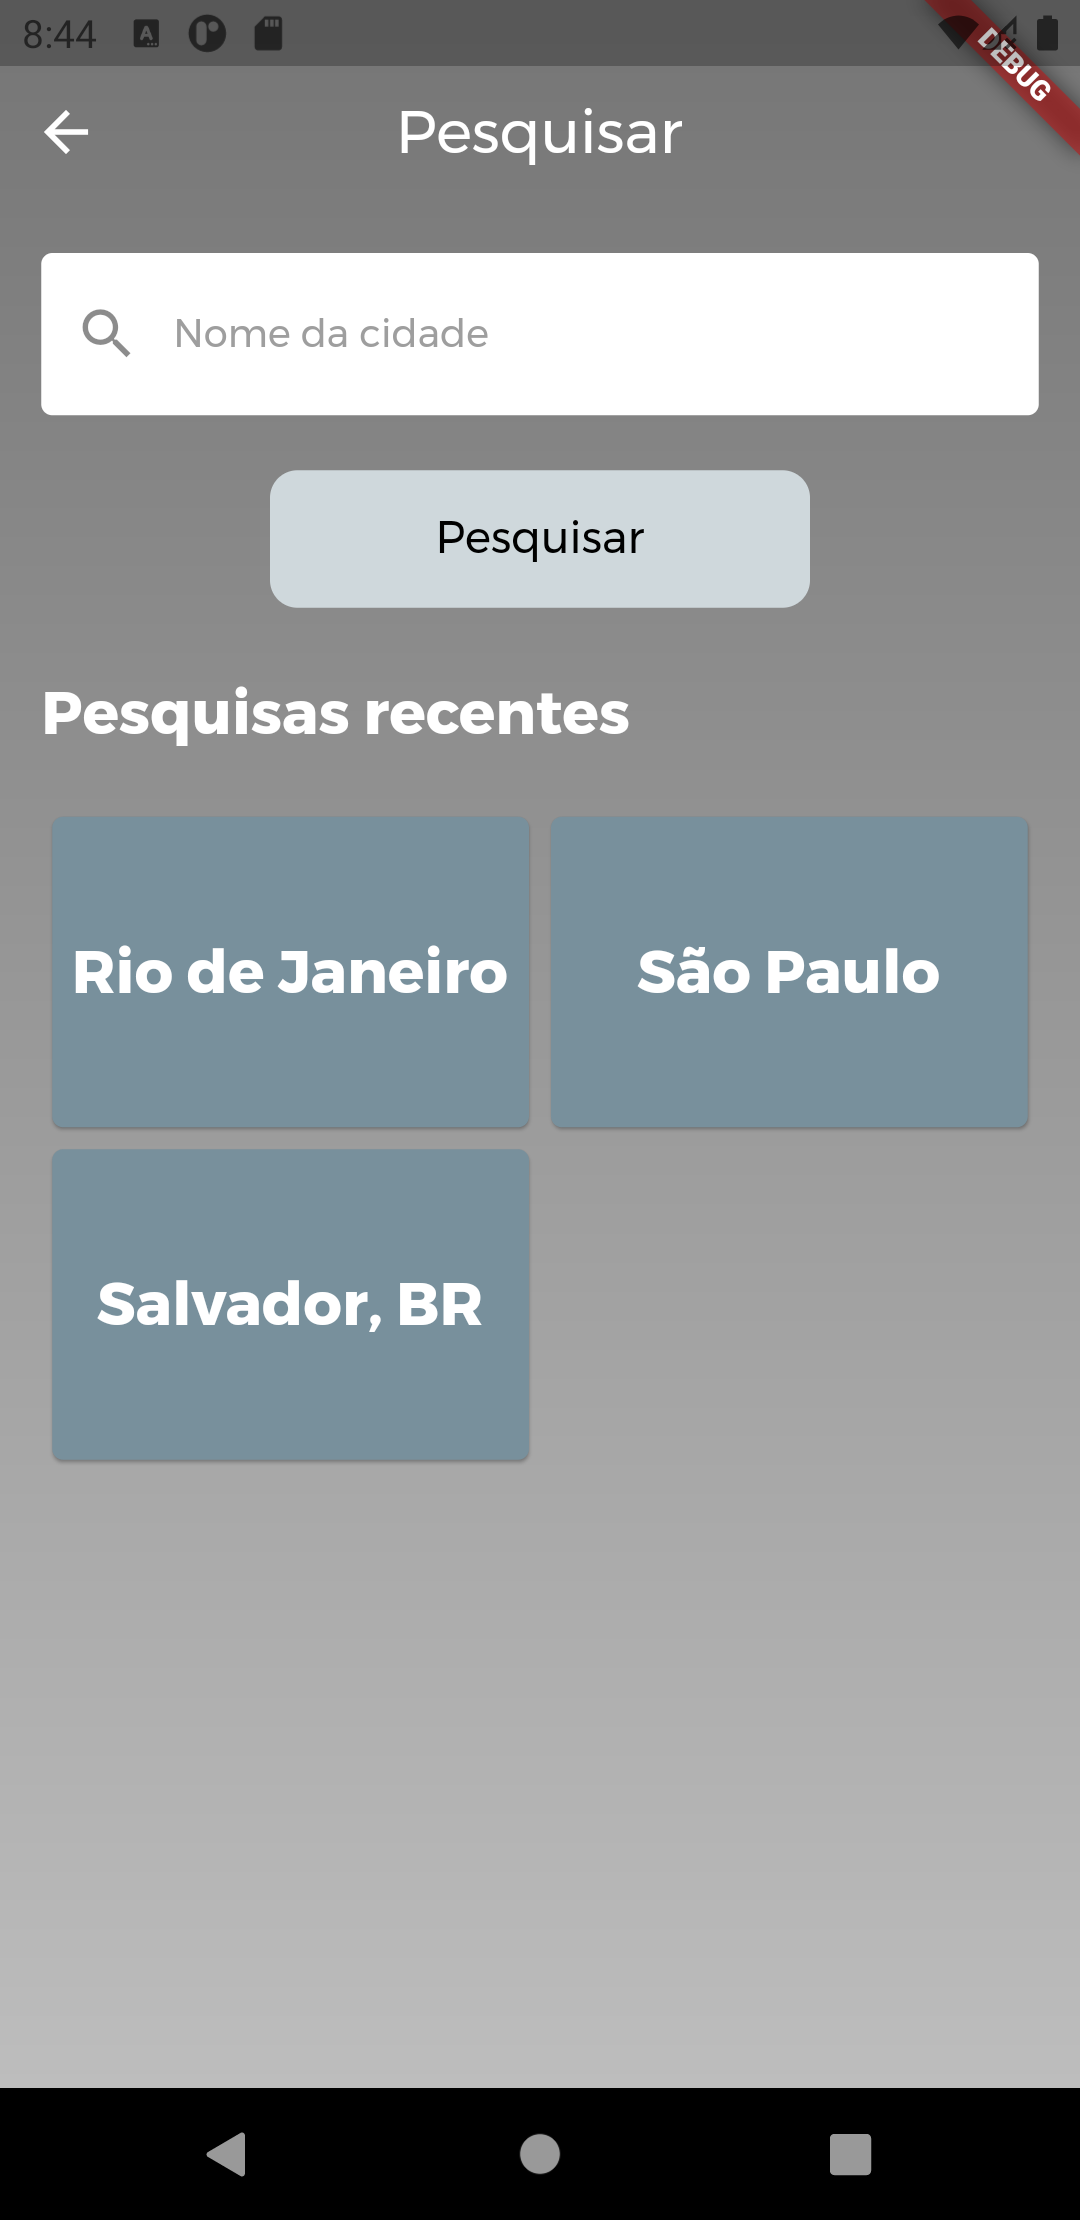 8:44
DEBUG
Pesquisar
Nome da cidade
Pesquisar
Pesquisas recentes
Rio de Janeiro
São Paulo
Salvador, BR